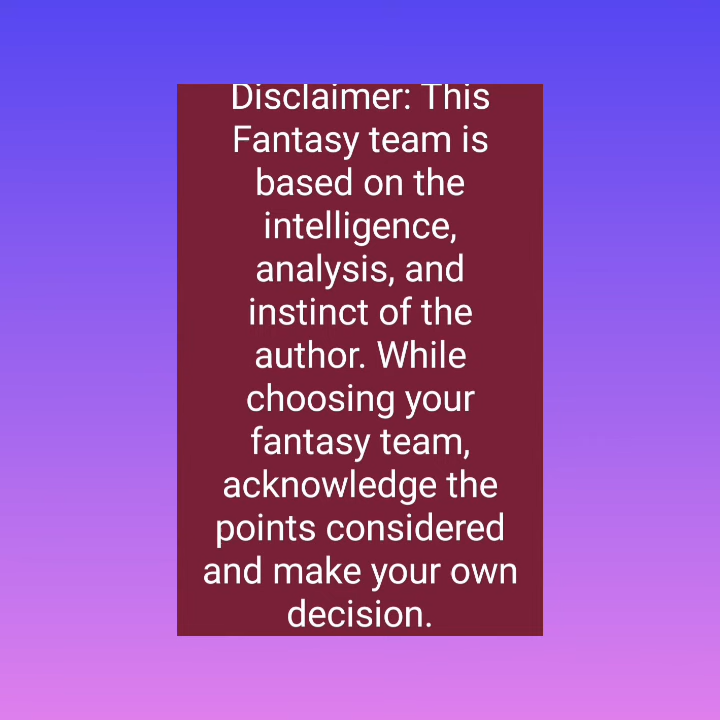 Disclaimer: This
Fantasy team is
based on the
intelligence,
analysis, and
instinct of the
author. While
choosing your
fantasy team,
acknowledge the
points considered
and make your own
decision.